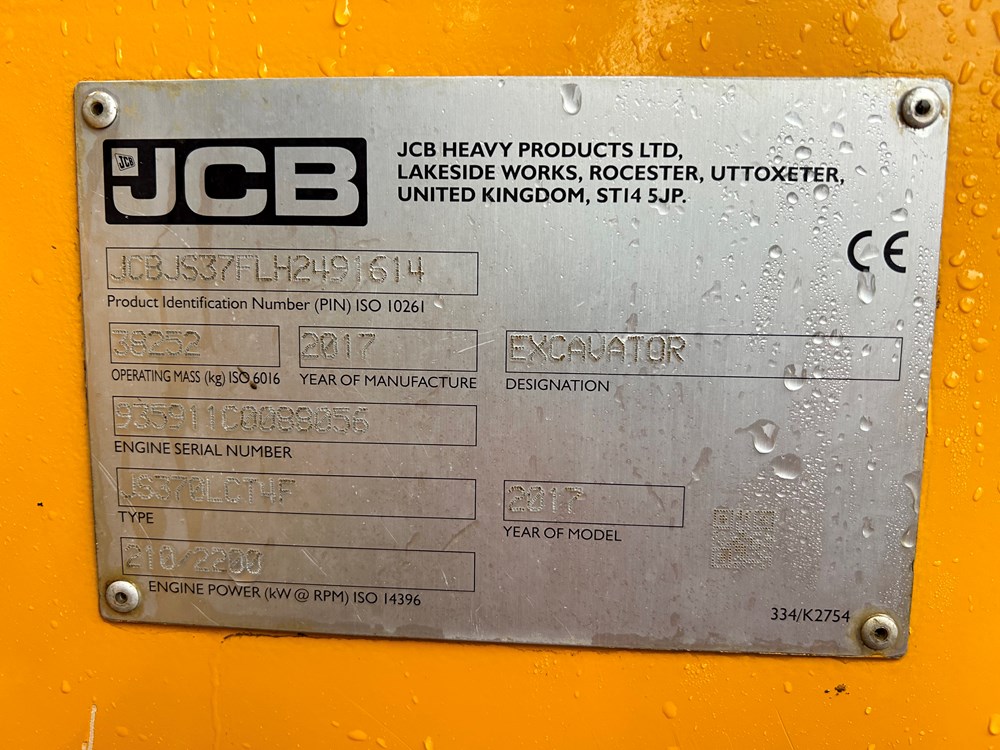 JCB
JCB
JCB HEAVY PRODUCTS LTD,
LAKESIDE WORKS, ROCESTER, UTTOXETER,
UNITED KINGDOM, ST14 5JP.
CE
JCBJS37FLH2491614
Product Identification Number (PIN) ISO 10261
38252
OPERATING MASS (kg) ISO 6016
2017
YEAR OF MANUFACTURE
EXCAVATOR
DESIGNATION
935911C0089056
ENGINE SERIAL NUMBER
JS370LCT4F
TYPE
2017
YEAR OF MODEL
210/2200
ENGINE POWER (kW @ RPM) ISO 14396
334/K2754